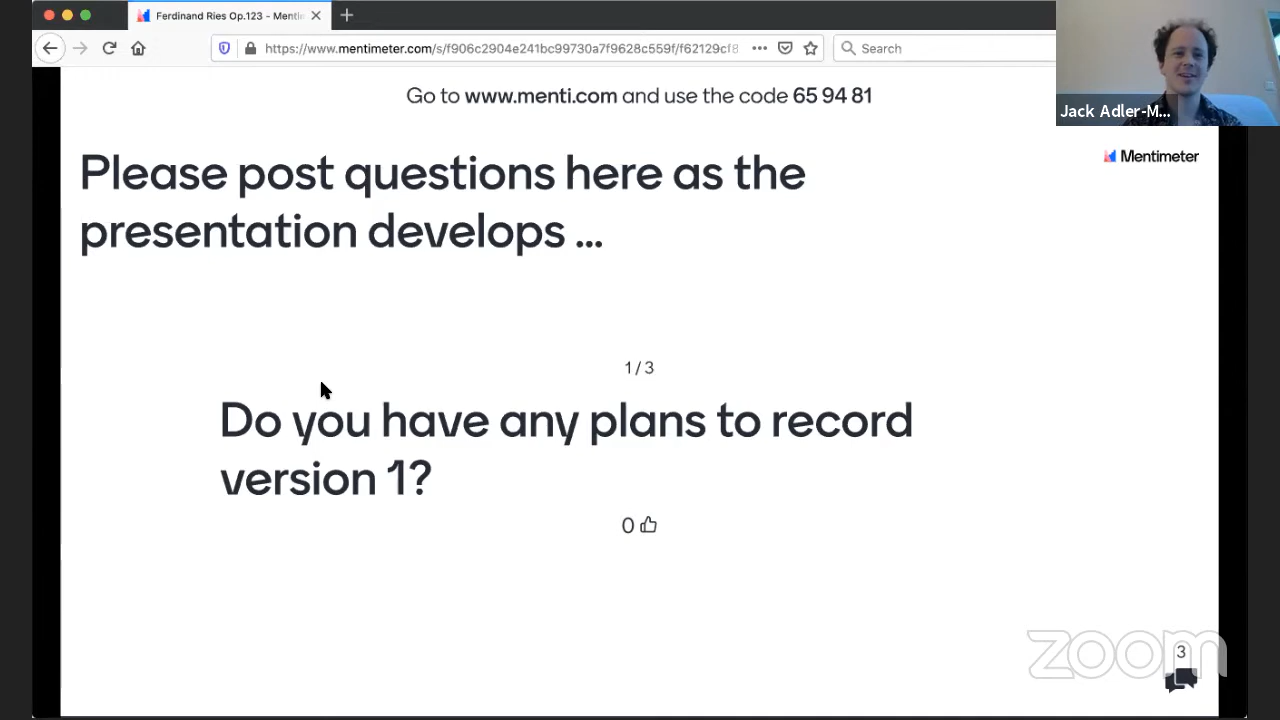 Ferdinand Ries Op.123 - Menti
https://www.mentimeter.com/s/f906c2904e241bc99730a7f9628c559f/f62129cf8
Search
Jack Adler-M...
Go to www.menti.com and use the code 65 94 81
Mentimeter
Please post questions here as the
presentation develops ...
1 / 3
Do you have any plans to record
version 1?
0
zoom
3